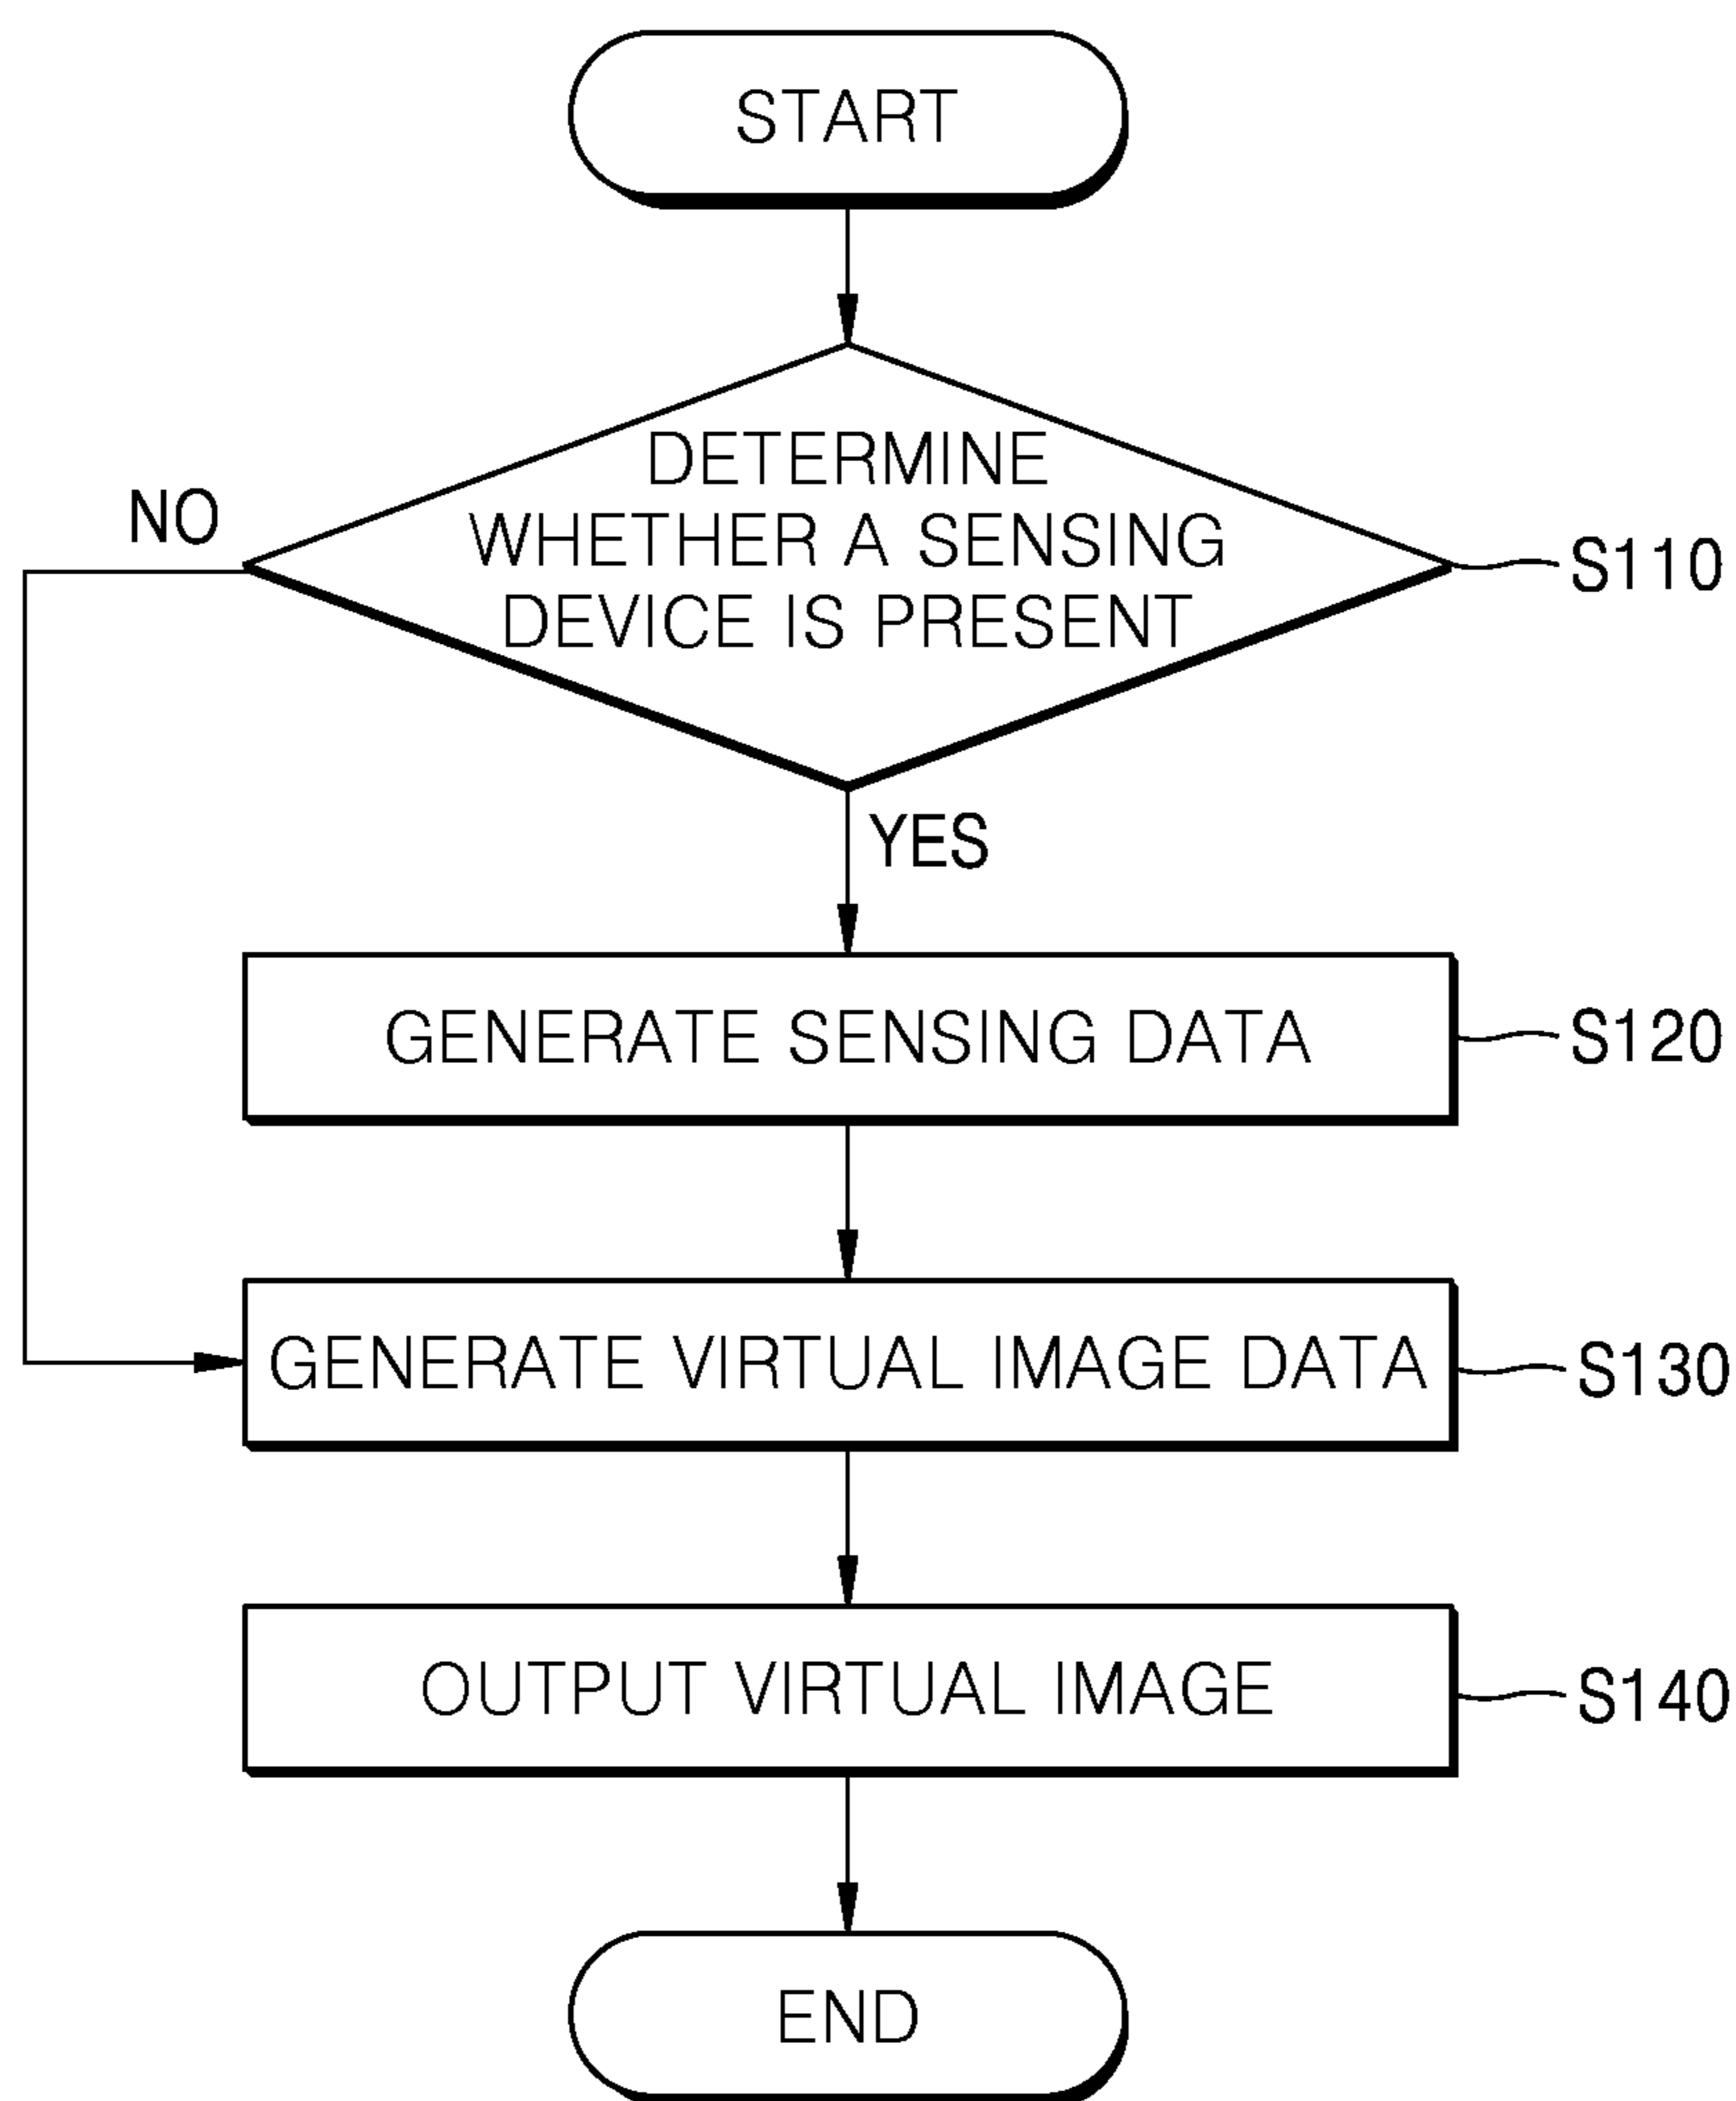 START
DETERMINE
WHETHER A SENSING
DEVICE IS PRESENT
NO
S110
YES
GENERATE SENSING DATA
S120
GENERATE VIRTUAL IMAGE DATA
S130
OUTPUT VIRTUAL IMAGE
S140
END